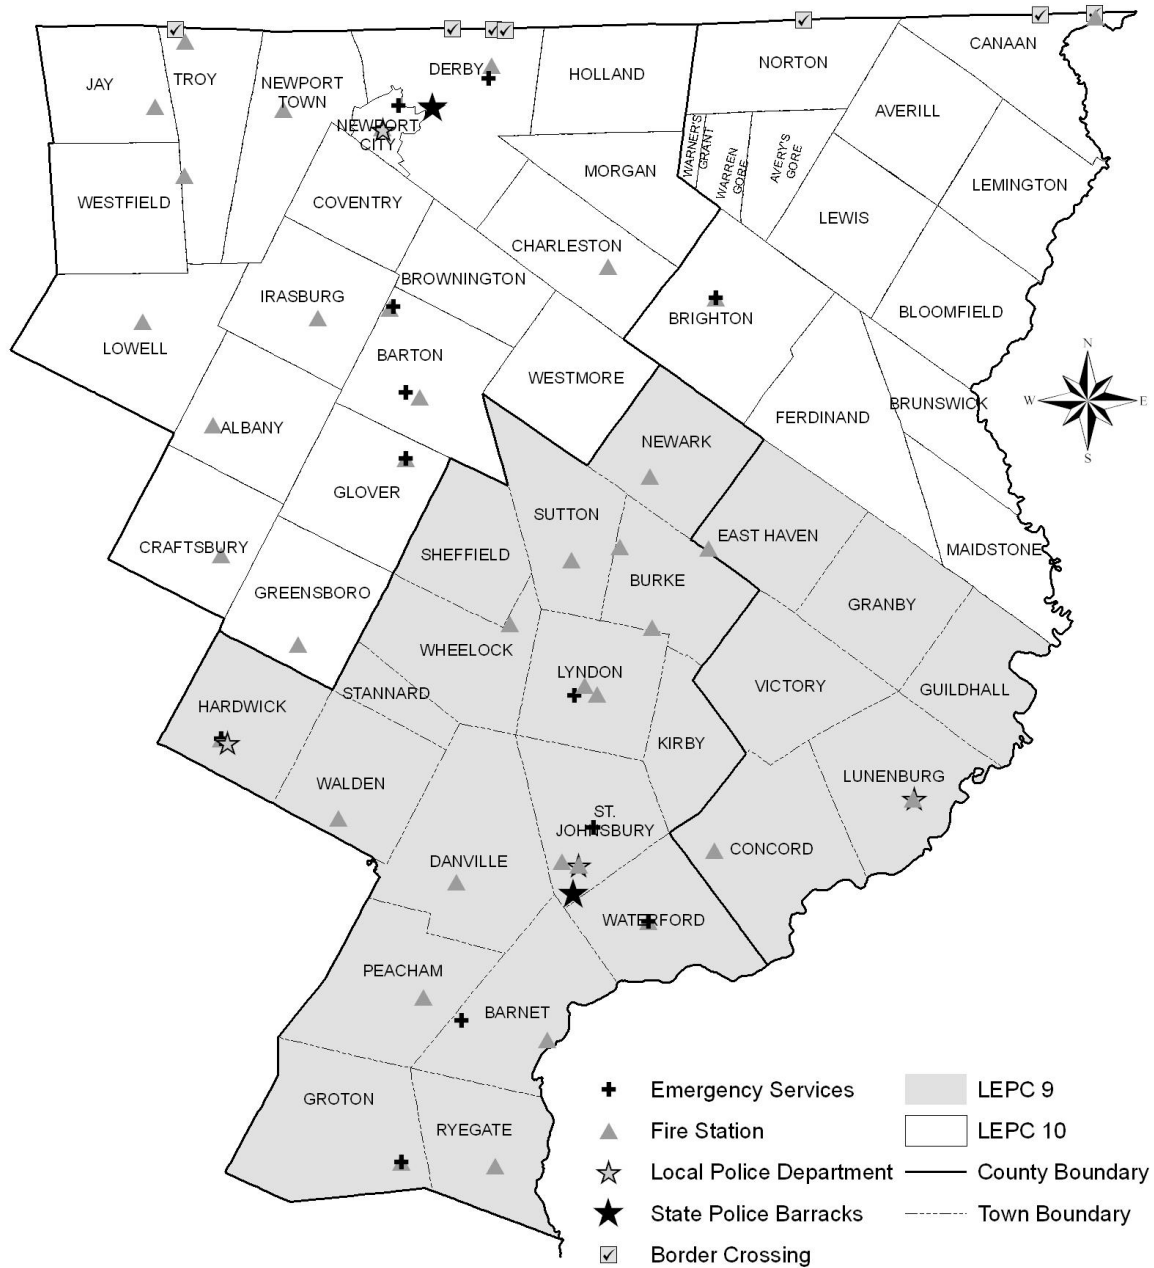 CANAAN
NORTON
JAY
TROY
NEWPORT
TOWN
DERBY
HOLLAND
AVERILL
NEWPORT
CITY
WARNER'S
GRANT
WARREN
GORE
AVERY'S
GORE
MORGAN
LEMINGTON
WESTFIELD
COVENTRY
LEWIS
CHARLESTON
BROWNINGTON
IRASBURG
BRIGHTON
BLOOMFIELD
LOWELL
BARTON
WESTMORE
N
W
E
S
FERDINAND
BRUNSWICK
ALBANY
NEWARK
GLOVER
SUTTON
EAST HAVEN
CRAFTSBURY
SHEFFIELD
MAIDSTONE
BURKE
GREENSBORO
GRANBY
WHEELOCK
LYNDON
STANNARD
VICTORY
GUILDHALL
HARDWICK
KIRBY
WALDEN
LUNENBURG
ST.
JOHNSBURY
DANVILLE
CONCORD
WATERFORD
PEACHAM
BARNET
GROTON
RYEGATE
Emergency Services
Fire Station
Local Police Department
State Police Barracks
Border Crossing
LEPC 9
LEPC 10
County Boundary
Town Boundary